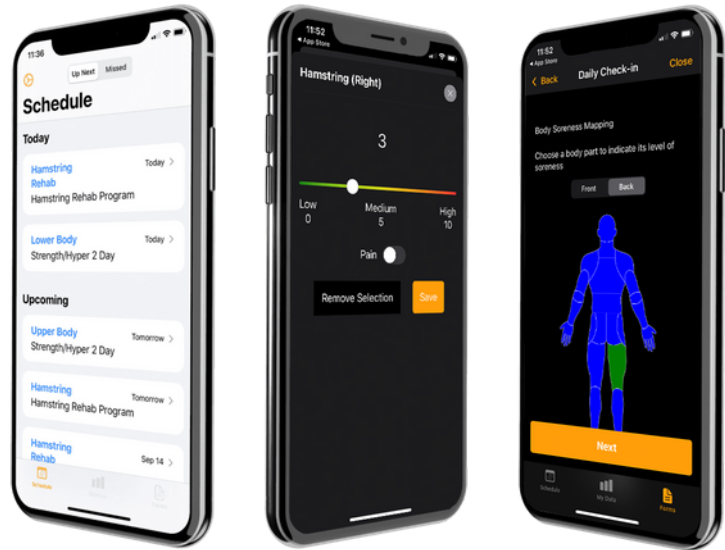 11:36
Up Next
Missed
Schedule
Today
Hamstring
Rehab
Today
Hamstring Rehab Program
Lower Body
Today
Strength/Hyper 2 Day
Upcoming
Upper Body
Tomorrow
Strength/Hyper 2 Day
Hamstring
Tomorrow
Hamstring Rehab Program
Hamstring
Rehab
Sep 14
Schedule
11:52
App Store
Hamstring (Right)
3
Low
0
Medium
5
High
10
Pain
Remove Selection
Save
11:52
App Store
Back
Daily Check-in
Close
Body Soreness Mapping
Choose a body part to indicate its level of
soreness
Front
Back
Next
Schedule
My Data
Forms